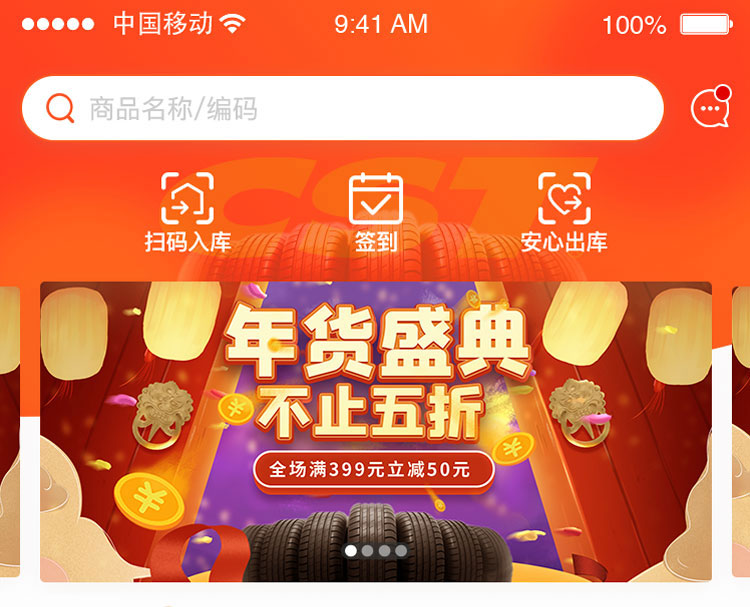 中国移动 9:41 AM 100%
商品名称/编码
CST
扫码入库 签到 安心出库
年货盛典
不止五折
全场满399元立减50元